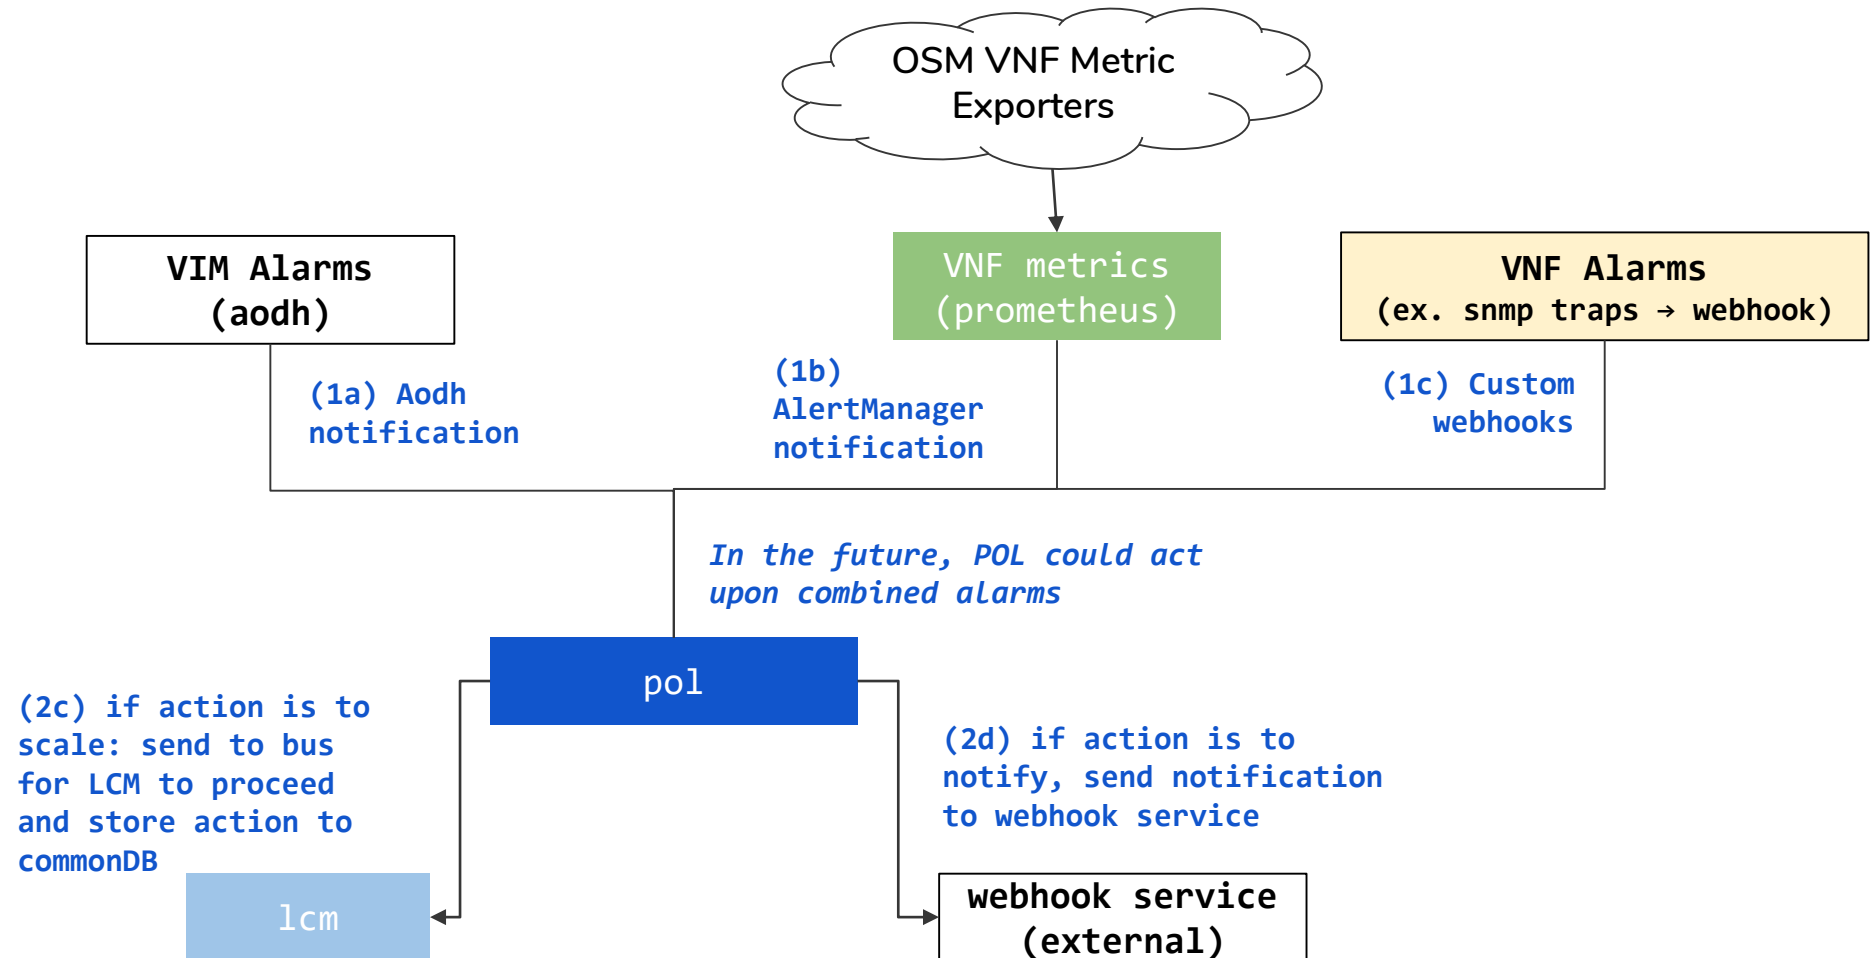 OSM VNF Metric
Exporters
VIM Alarms
(aodh)
VNF metrics
(prometheus)
VNF Alarms
(ex. snmp traps → webhook)
(1a) Aodh
notification
(1b)
AlertManager
notification
(1c) Custom
webhooks
In the future, POL could act
upon combined alarms
pol
(2c) if action is to
scale: send to bus
for LCM to proceed
and store action to
commonDB
(2d) if action is to
notify, send notification
to webhook service
lcm
webhook service
(external)